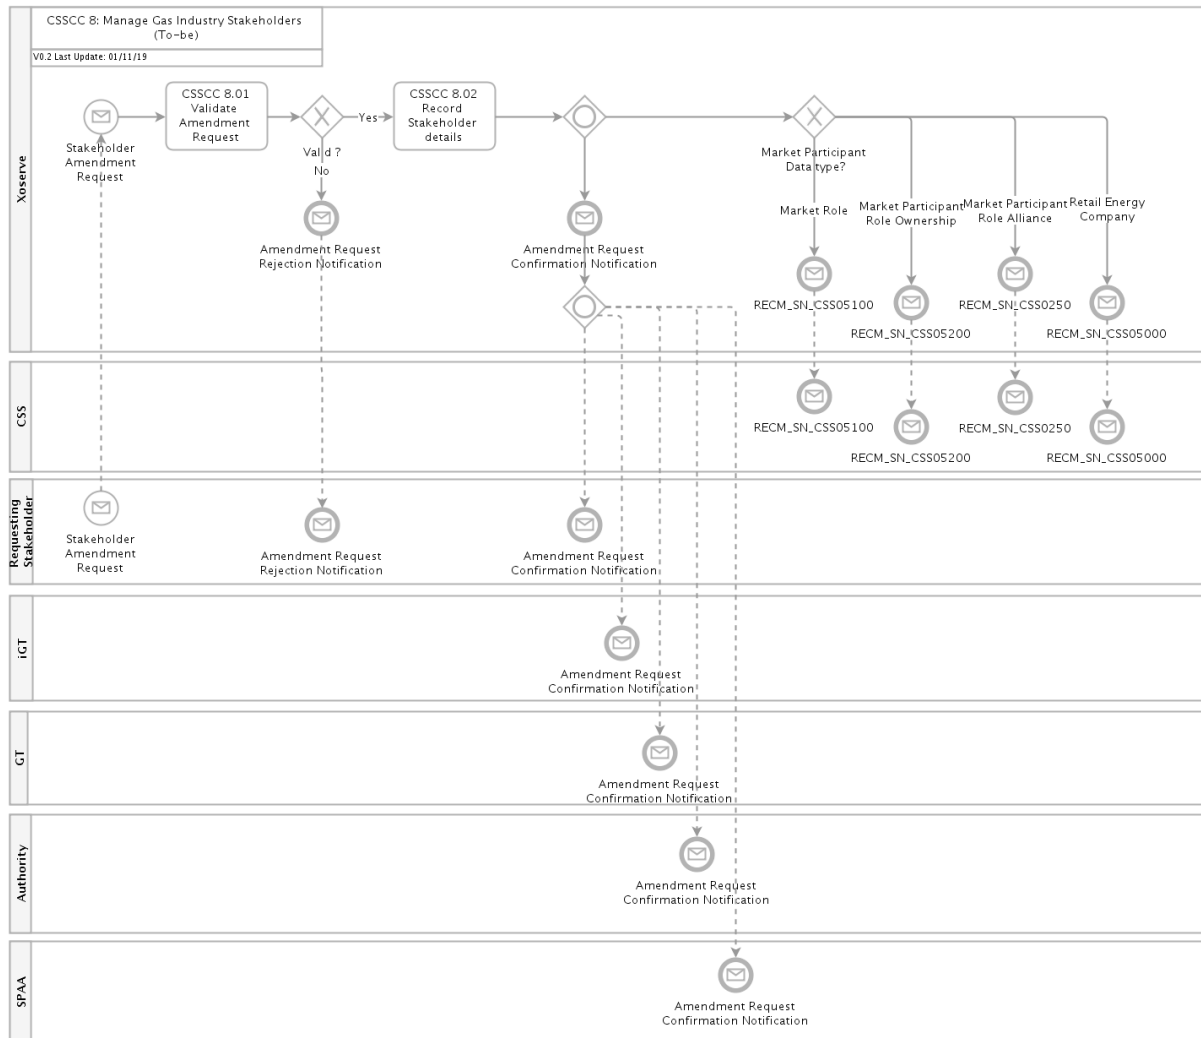 CSSCC 8: Manage Gas Industry Stakeholders
(To-be)
V0.2 Last Update: 01/11/19
Xoserve
Stakeholder
Amendment
Request
CSSCC 8.01
Validate
Amendment
Request
Valid ?
Yes
No
CSSCC 8.02
Record
Stakeholder
details
Market Participant
Data type?
Market Role
Market Participant
Role Ownership
Market Participant
Role Alliance
Retail Energy
Company
Amendment Request
Rejection Notification
Amendment Request
Confirmation Notification
RECM_SN_CSS05100
RECM_SN_CSS05200
RECM_SN_CSS0250
RECM_SN_CSS05000
CSS
RECM_SN_CSS05100
RECM_SN_CSS05200
RECM_SN_CSS0250
RECM_SN_CSS05000
Requesting
Stakeholder
Stakeholder
Amendment
Request
Amendment Request
Rejection Notification
Amendment Request
Confirmation Notification
iGT
Amendment Request
Confirmation Notification
GT
Amendment Request
Confirmation Notification
Authority
Amendment Request
Confirmation Notification
SPAA
Amendment Request
Confirmation Notification